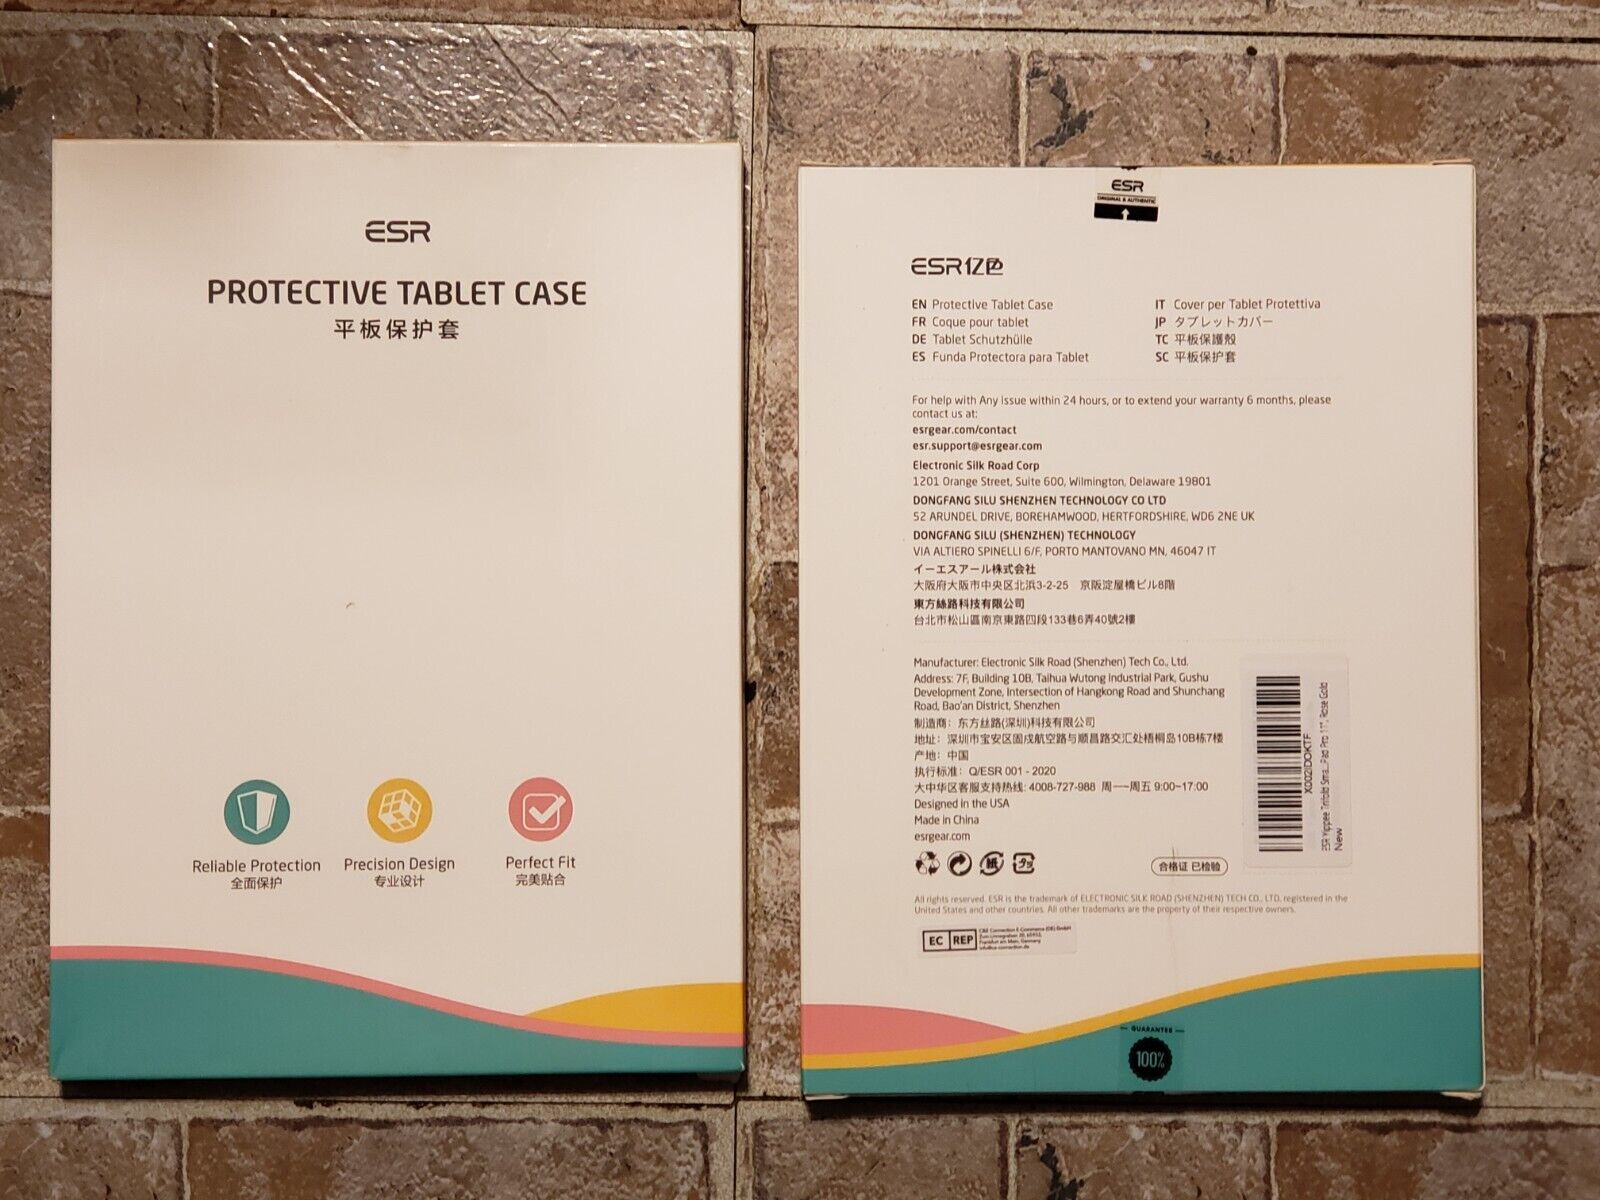 ESR
PROTECTIVE TABLET CASE
平板保护套
Reliable Protection
全面保护
Precision Design
专业设计
Perfect Fit
完美贴合
ESR
ORIGINAL & AUTHENTIC
ESR亿色
EN Protective Tablet Case
FR Coque pour tablet
DE Tablet Schutzhülle
ES Funda Protectora para Tablet
IT Cover per Tablet Protettiva
JP タブレットカバー
TC 平板保護殼
SC 平板保护套
For help with Any issue within 24 hours, or to extend your warranty 6 months, please
contact us at:
esrgear.com/contact
esr.support@esrgear.com
Electronic Silk Road Corp
1201 Orange Street, Suite 600, Wilmington, Delaware 19801
DONGFANG SILU SHENZHEN TECHNOLOGY CO LTD
52 ARUNDEL DRIVE, BOREHAMWOOD, HERTFORDSHIRE, WD6 2NE UK
DONGFANG SILU (SHENZHEN) TECHNOLOGY
VIA ALTIERO SPINELLI 6/F, PORTO MANTOVANO MN, 46047 IT
イーエスアール株式会社
大阪府大阪市中央区北浜3-2-25 京阪淀屋橋ビル8階
東方絲路科技有限公司
台北市松山區南京東路四段133巷6弄40號2樓
Manufacturer: Electronic Silk Road (Shenzhen) Tech Co., Ltd.
Address: 7F, Building 10B, Taihua Wutong Industrial Park, Gushu
Development Zone, Intersection of Hangkong Road and Shunchang
Road, Bao'an District, Shenzhen
制造商：东方丝路(深圳)科技有限公司
地址：深圳市宝安区固戍航空路与顺昌路交汇处梧桐岛10B栋7楼
产地：中国
执行标准：Q/ESR 001 - 2020
大中华区客服支持热线: 4008-727-988 周一~周五 9:00~17:00
Designed in the USA
Made in China
esrgear.com
合格证 已检验
X002IDOKTF
ESR Yippee Trifold Sma...Pad Pro 11", Rose Gold
New
All rights reserved. ESR is the trademark of ELECTRONIC SILK ROAD (SHENZHEN) TECH CO., LTD, registered in the
United States and other countries. All other trademarks are the property of their respective owners.
EC REP
C&E Connection E-Commerce (DE) GmbH
Frankfurt am Main, Germany
GUARANTEE
100%